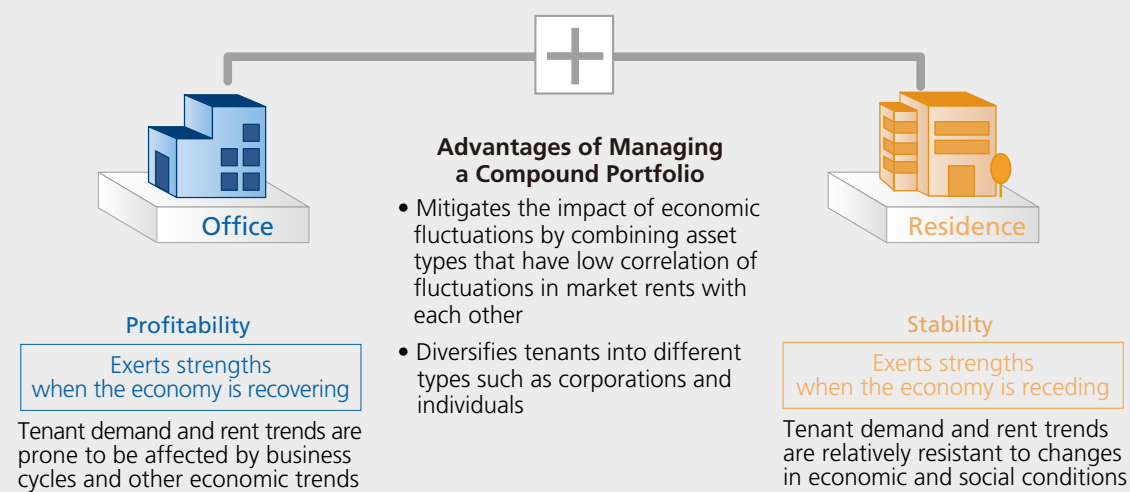 Office
Profitability
Exerts strengths
when the economy is recovering
Tenant demand and rent trends are
prone to be affected by business
cycles and other economic trends
Advantages of Managing
a Compound Portfolio
• Mitigates the impact of economic
fluctuations by combining asset
types that have low correlation of
fluctuations in market rents with
each other
• Diversifies tenants into different
types such as corporations and
individuals
Residence
Stability
Exerts strengths
when the economy is receding
Tenant demand and rent trends
are relatively resistant to changes
in economic and social conditions